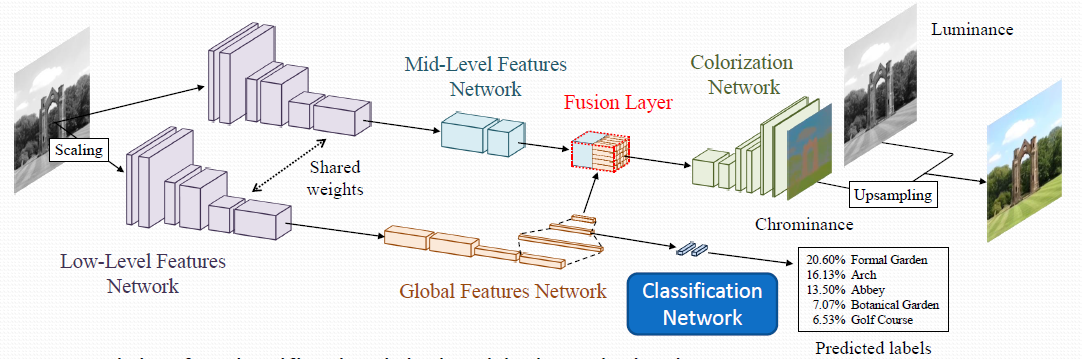 Luminance
Mid-Level Features
Network
Colorization
Network
Fusion Layer
Scaling
Shared
weights
Upsampling
Chrominance
Low-Level Features
Network
Global Features Network
Classification
Network
20.60% Formal Garden
16.13% Arch
13.50% Abbey
7.07% Botanical Garden
6.53% Golf Course
Predicted labels